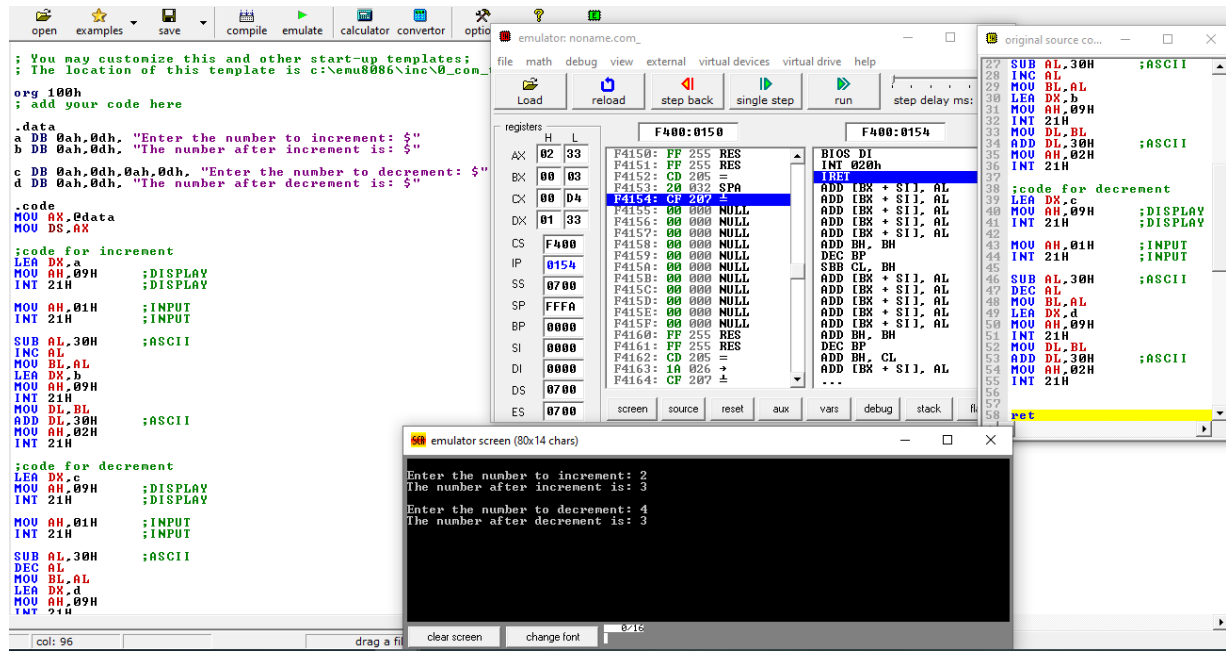 open examples save compile emulate calculator convertor
; You may customize this and other start-up templates;
; The location of this template is c:\emu8086\inc\0_com_
org 100h
; add your code here
.data
a DB 0ah,0dh, "Enter the number to increment: $"
b DB 0ah,0dh, "The number after increment is: $"
c DB 0ah,0dh,0ah,0dh, "Enter the number to decrement: $"
d DB 0ah,0dh, "The number after decrement is: $"
.code
MOV AX,@data
MOV DS,AX
;code for increment
LEA DX,a
MOV AH,09H ;DISPLAY
INT 21H ;DISPLAY
MOV AH,01H ;INPUT
INT 21H ;INPUT
SUB AL,30H ;ASCII
INC AL
MOV BL,AL
LEA DX,b
MOV AH,09H
INT 21H
MOV DL,BL
ADD DL,30H ;ASCII
MOV AH,02H
INT 21H
;code for decrement
LEA DX,c
MOV AH,09H ;DISPLAY
INT 21H ;DISPLAY
MOV AH,01H ;INPUT
INT 21H ;INPUT
SUB AL,30H ;ASCII
DEC AL
MOV BL,AL
LEA DX,d
MOV AH,09H
INT 21H
col: 96
drag a fil
emulator: noname.com_
file math debug view external virtual devices virtual drive help
Load reload step back single step run step delay ms:
registers
H L
F400:0150 F400:0154
AX 02 33
BX 00 03
CX 00 D4
DX 01 33
CS F400
IP 0154
SS 0700
SP FFFA
BP 0000
SI 0000
DI 0000
DS 0700
ES 0700
F4150: FF 255 RES
F4151: FF 255 RES
F4152: CD 205 =
F4153: 20 032 SPA
F4154: CF 207 ╧
F4155: 00 000 NULL
F4156: 00 000 NULL
F4157: 00 000 NULL
F4158: 00 000 NULL
F4159: 00 000 NULL
F415A: 00 000 NULL
F415B: 00 000 NULL
F415C: 00 000 NULL
F415D: 00 000 NULL
F415E: 00 000 NULL
F415F: 00 000 NULL
F4160: FF 255 RES
F4161: FF 255 RES
F4162: CD 205 =
F4163: 1A 026 →
F4164: CF 207 ╧
BIOS DI
INT 020h
IRET
ADD [BX + SI], AL
ADD [BX + SI], AL
ADD [BX + SI], AL
ADD [BX + SI], AL
ADD [BX + SI], AL
ADD BH, BH
DEC BP
SBB CL, BH
ADD [BX + SI], AL
ADD [BX + SI], AL
ADD [BX + SI], AL
ADD [BX + SI], AL
ADD [BX + SI], AL
ADD BH, BH
DEC BP
ADD BH, CL
ADD [BX + SI], AL
...
screen source reset aux vars debug stack
original source co...
27 SUB AL,30H ;ASCII
28 INC AL
29 MOV BL,AL
30 LEA DX,b
31 MOV AH,09H
32 INT 21H
33 MOV DL,BL
34 ADD DL,30H ;ASCII
35 MOV AH,02H
36 INT 21H
37
38 ;code for decrement
39 LEA DX,c
40 MOV AH,09H ;DISPLAY
41 INT 21H ;DISPLAY
42
43 MOV AH,01H ;INPUT
44 INT 21H ;INPUT
45
46 SUB AL,30H ;ASCII
47 DEC AL
48 MOV BL,AL
49 LEA DX,d
50 MOV AH,09H
51 INT 21H
52 MOV DL,BL
53 ADD DL,30H ;ASCII
54 MOV AH,02H
55 INT 21H
56
57
58 ret
SCR emulator screen (80x14 chars)
Enter the number to increment: 2
The number after increment is: 3
Enter the number to decrement: 4
The number after decrement is: 3
clear screen change font 0/16